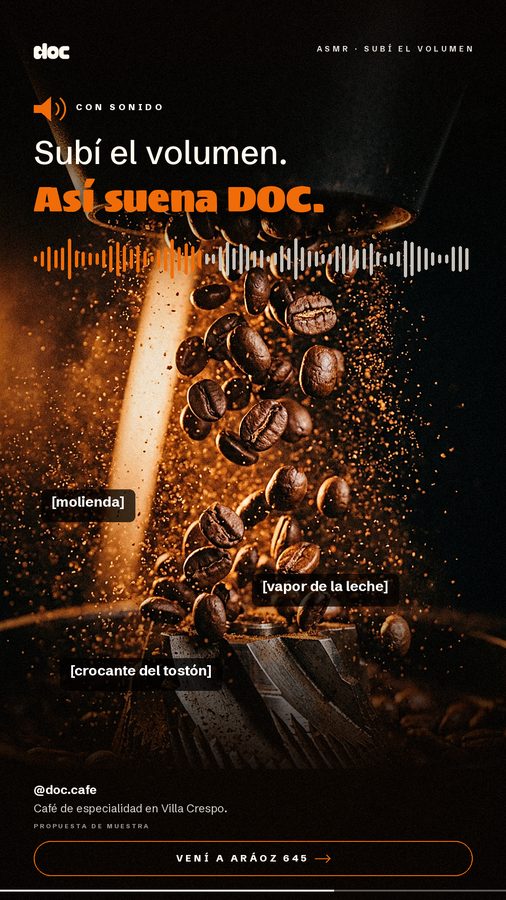 doc
ASMR · SUBÍ EL VOLUMEN
CON SONIDO
Subí el volumen.
Así suena DOC.
[molienda]
[vapor de la leche]
[crocante del tostón]
@doc.cafe
Café de especialidad en Villa Crespo.
PROPUESTA DE MUESTRA
VENÍ A ARÁOZ 645 →